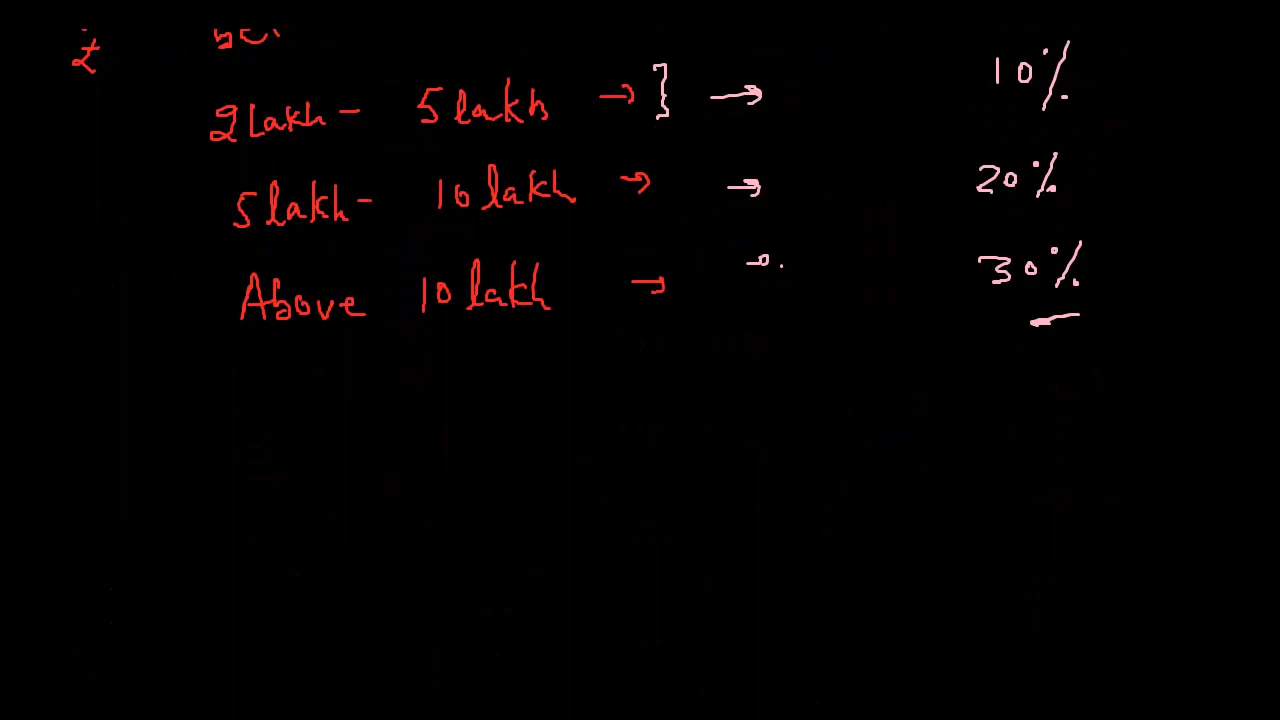 2 lakh - 5 lakh → ] → 10%
5 lakh - 10 lakh → → 20%
Above 10 lakh → → 30%